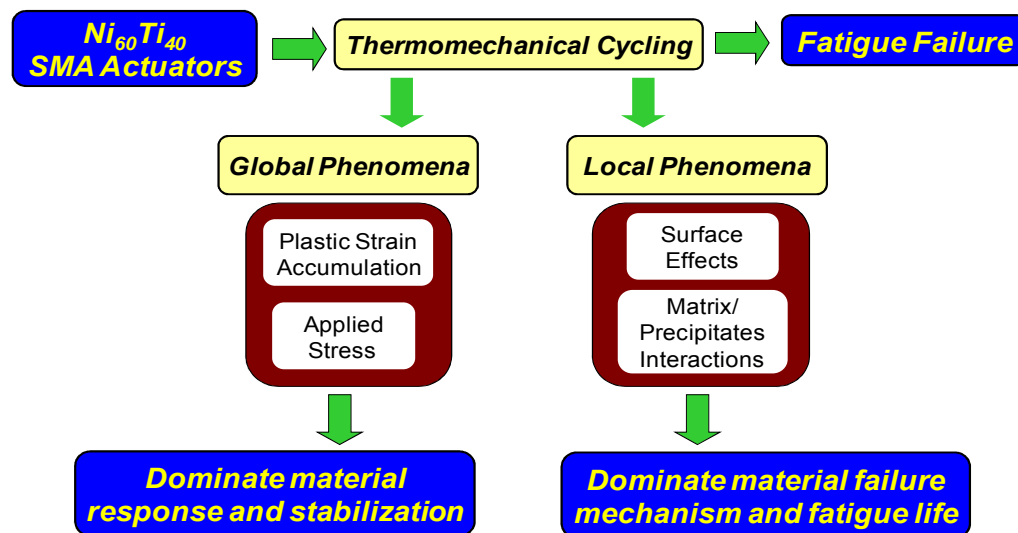 Ni60Ti40
SMA Actuators
Thermomechanical Cycling
Fatigue Failure
Global Phenomena
Local Phenomena
Plastic Strain
Accumulation
Applied
Stress
Surface
Effects
Matrix/
Precipitates
Interactions
Dominate material
response and stabilization
Dominate material failure
mechanism and fatigue life